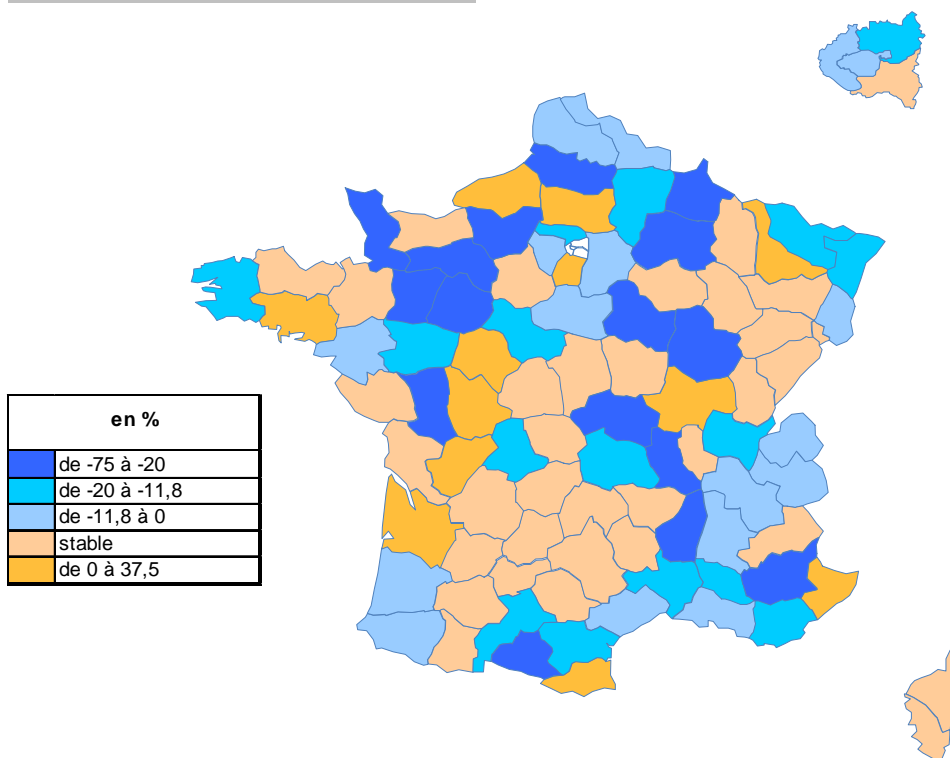 en %
de -75 à -20
de -20 à -11,8
de -11,8 à 0
stable
de 0 à 37,5